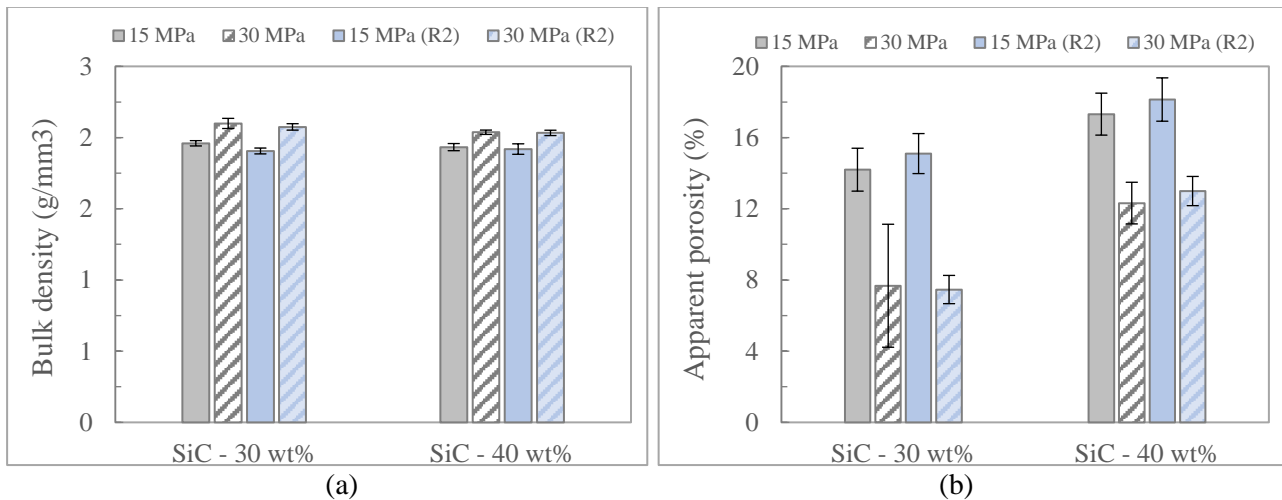 15 MPa 30 MPa 15 MPa (R2) 30 MPa (R2)
Bulk density (g/mm3)
3
2
2
1
1
0
SiC - 30 wt% SiC - 40 wt%
(a)
15 MPa 30 MPa 15 MPa (R2) 30 MPa (R2)
Apparent porosity (%)
20
16
12
8
4
0
SiC - 30 wt% SiC - 40 wt%
(b)